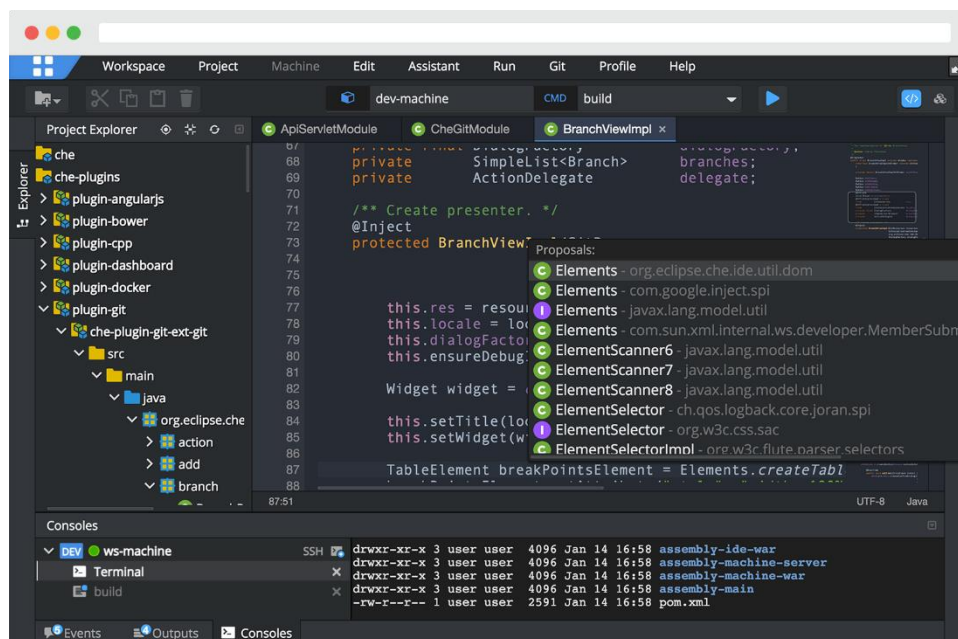 Workspace Project Machine Edit Assistant Run Git Profile Help
dev-machine CMD build
Project Explorer
ApiServletModule CheGitModule BranchViewImpl ×
Explorer
che
che-plugins
plugin-angularjs
plugin-bower
plugin-cpp
plugin-dashboard
plugin-docker
plugin-git
che-plugin-git-ext-git
src
main
java
org.eclipse.che
action
add
branch
67 private final DialogFactory dialogFactory;
68 private SimpleList<Branch> branches;
69 private ActionDelegate delegate;
70
71 /** Create presenter. */
72 @Inject
73 protected BranchViewImpl
74
75
76
77 this.res = resou
78 this.locale = lo
79 this.dialogFacto
80 this.ensureDebug
81
82 Widget widget =
83
84 this.setTitle(lo
85 this.setWidget(w
86
87 TableElement breakPointsElement = Elements.createTabl
88
Proposals:
Elements - org.eclipse.che.ide.util.dom
Elements - com.google.inject.spi
Elements - javax.lang.model.util
Elements - com.sun.xml.internal.ws.developer.MemberSubm
ElementScanner6 - javax.lang.model.util
ElementScanner7 - javax.lang.model.util
ElementScanner8 - javax.lang.model.util
ElementSelector - ch.qos.logback.core.joran.spi
ElementSelector - org.w3c.css.sac
ElementSelectorImpl - org.w3c.flute.parser.selectors
87:51 UTF-8 Java
Consoles
DEV ws-machine SSH
Terminal ×
build ×
drwxr-xr-x 3 user user 4096 Jan 14 16:58 assembly-ide-war
drwxr-xr-x 3 user user 4096 Jan 14 16:58 assembly-machine-server
drwxr-xr-x 3 user user 4096 Jan 14 16:58 assembly-machine-war
drwxr-xr-x 3 user user 4096 Jan 14 16:58 assembly-main
-rw-r--r-- 1 user user 2591 Jan 14 16:58 pom.xml
5 Events 4 Outputs Consoles